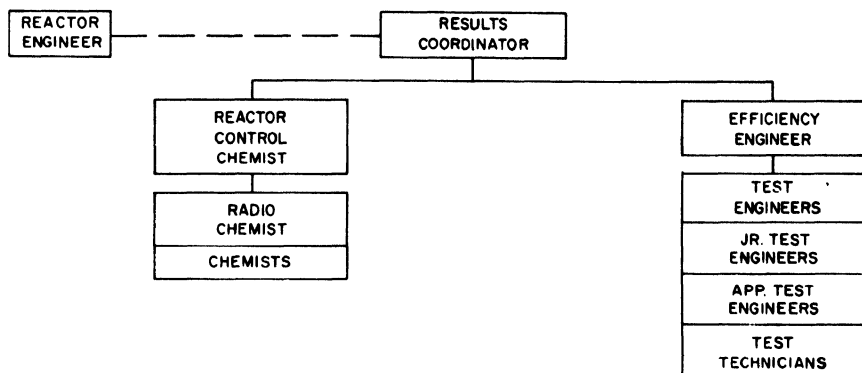 REACTOR
ENGINEER
RESULTS
COORDINATOR
REACTOR
CONTROL
CHEMIST
EFFICIENCY
ENGINEER
RADIO
CHEMIST
CHEMISTS
TEST
ENGINEERS
JR. TEST
ENGINEERS
APP. TEST
ENGINEERS
TEST
TECHNICIANS